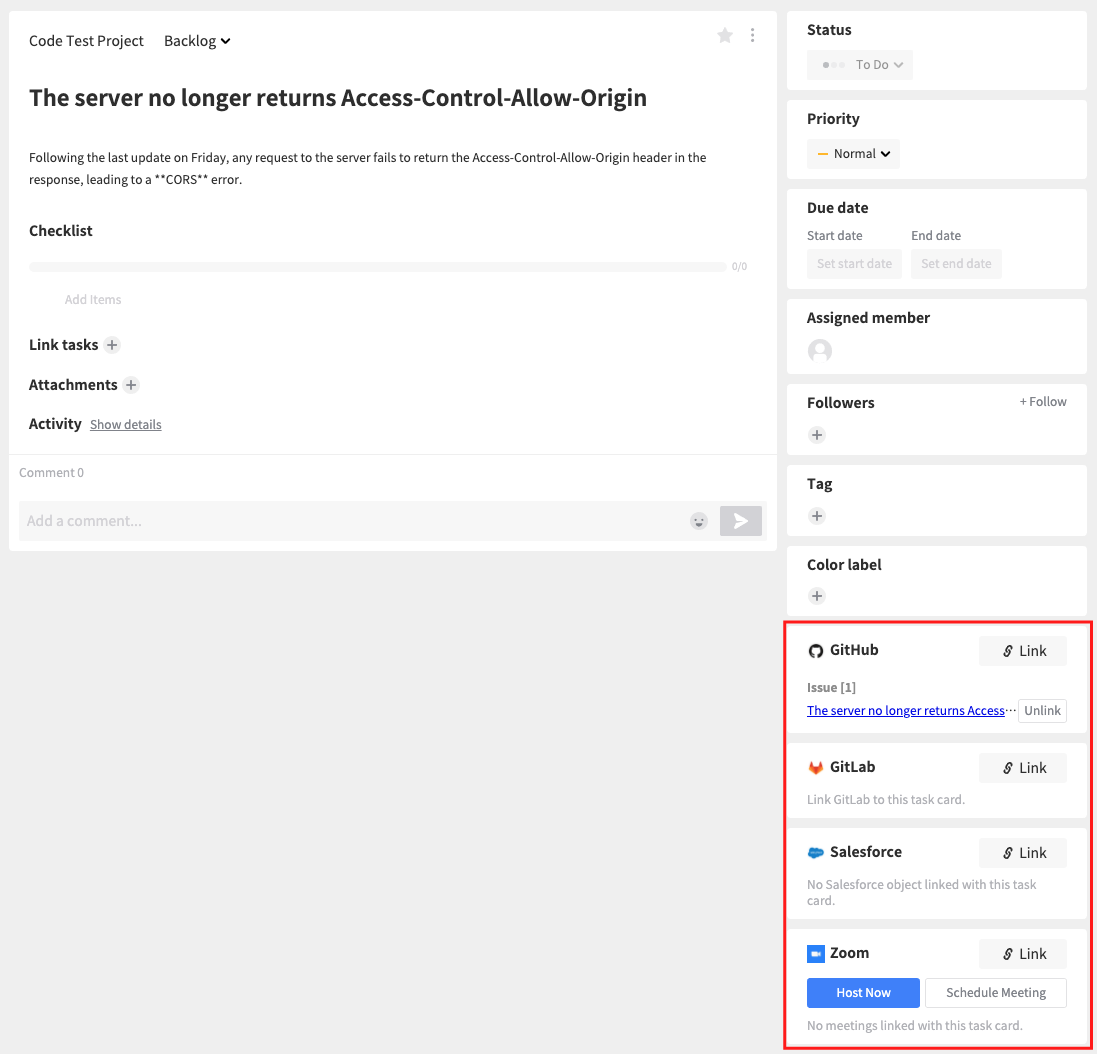 Code Test Project Backlog
The server no longer returns Access-Control-Allow-Origin
Following the last update on Friday, any request to the server fails to return the Access-Control-Allow-Origin header in the
response, leading to a **CORS** error.
Checklist
0/0
Add Items
Link tasks
Attachments
Activity Show details
Comment 0
Add a comment...
Status
To Do
Priority
Normal
Due date
Start date End date
Set start date Set end date
Assigned member
Followers + Follow
Tag
Color label
GitHub Link
Issue [1]
The server no longer returns Access··· Unlink
GitLab Link
Link GitLab to this task card.
Salesforce Link
No Salesforce object linked with this task
card.
Zoom Link
Host Now Schedule Meeting
No meetings linked with this task card.